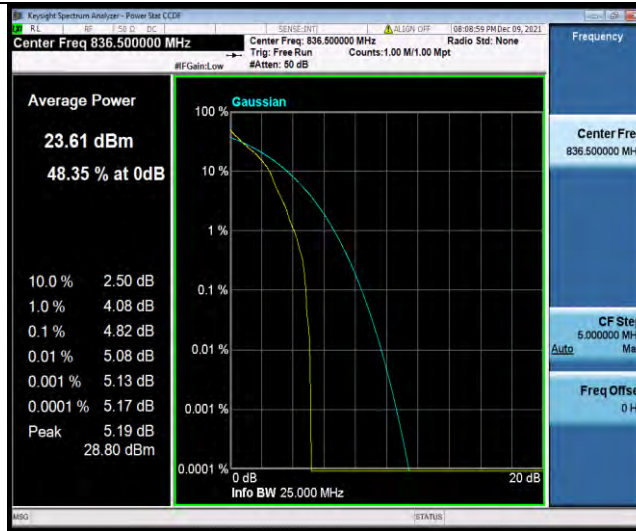 Keysight Spectrum Analyzer - Power Stat CCDF
RL RF 50 Ω DC SENSE:INT ALIGN OFF 08:08:59 PM Dec 09, 2021
Center Freq 836.500000 MHz
Center Freq: 836.500000 MHz Radio Std: None
Trig: Free Run Counts:1.00 M/1.00 Mpt
#IFGain:Low #Atten: 50 dB
Frequency
Average Power
23.61 dBm
48.35 % at 0dB
10.0 % 2.50 dB
1.0 % 4.08 dB
0.1 % 4.82 dB
0.01 % 5.08 dB
0.001 % 5.13 dB
0.0001 % 5.17 dB
Peak 5.19 dB
28.80 dBm
Gaussian
100 %
10 %
1 %
0.1 %
0.01 %
0.001 %
0.0001 %
0 dB 20 dB
Info BW 25.000 MHz
Center Fre
836.500000 MH
CF Ste
5.000000 MH
Auto Ma
Freq Offse
0 H
MSG STATUS